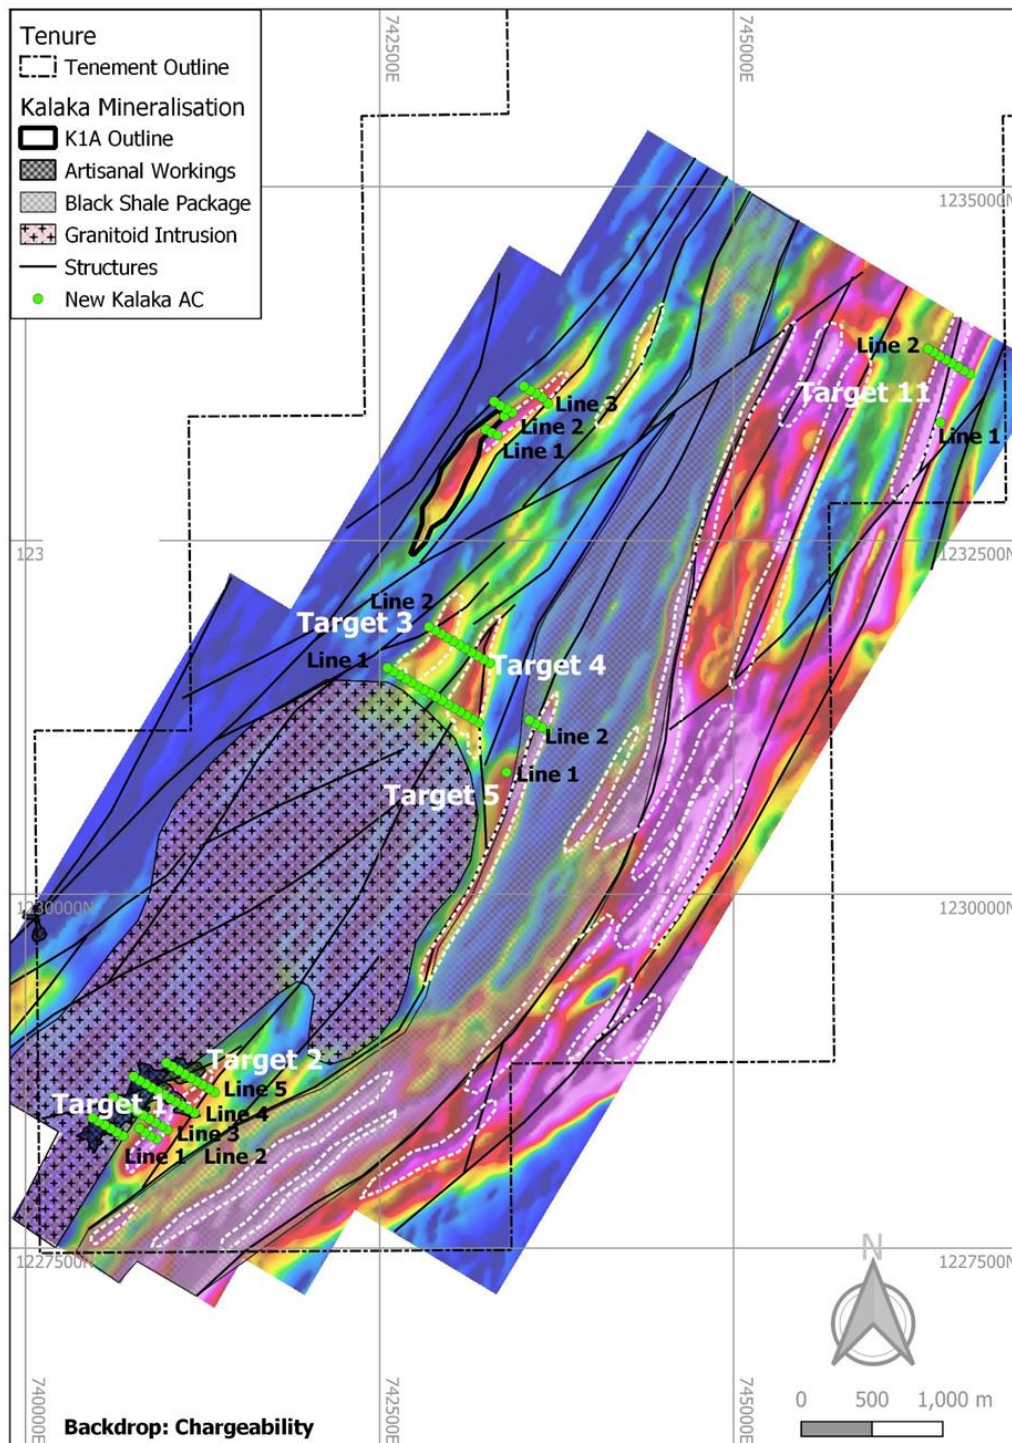 Tenure
Tenement Outline
Kalaka Mineralisation
K1A Outline
Artisanal Workings
Black Shale Package
Granitoid Intrusion
Structures
New Kalaka AC
742500E
745000E
1235000N
Line 2
Target 11
Line 1
Line 3
Line 2
Line 1
123
1232500N
Line 2
Target 3
Line 1
Target 4
Line 2
Line 1
Target 5
1230000N
1230000N
Target 2
Line 5
Target 1
Line 4
Line 3
Line 1
Line 2
1227500N
1227500N
N
740000E
742500E
745000E
0 500 1,000 m
Backdrop: Chargeability